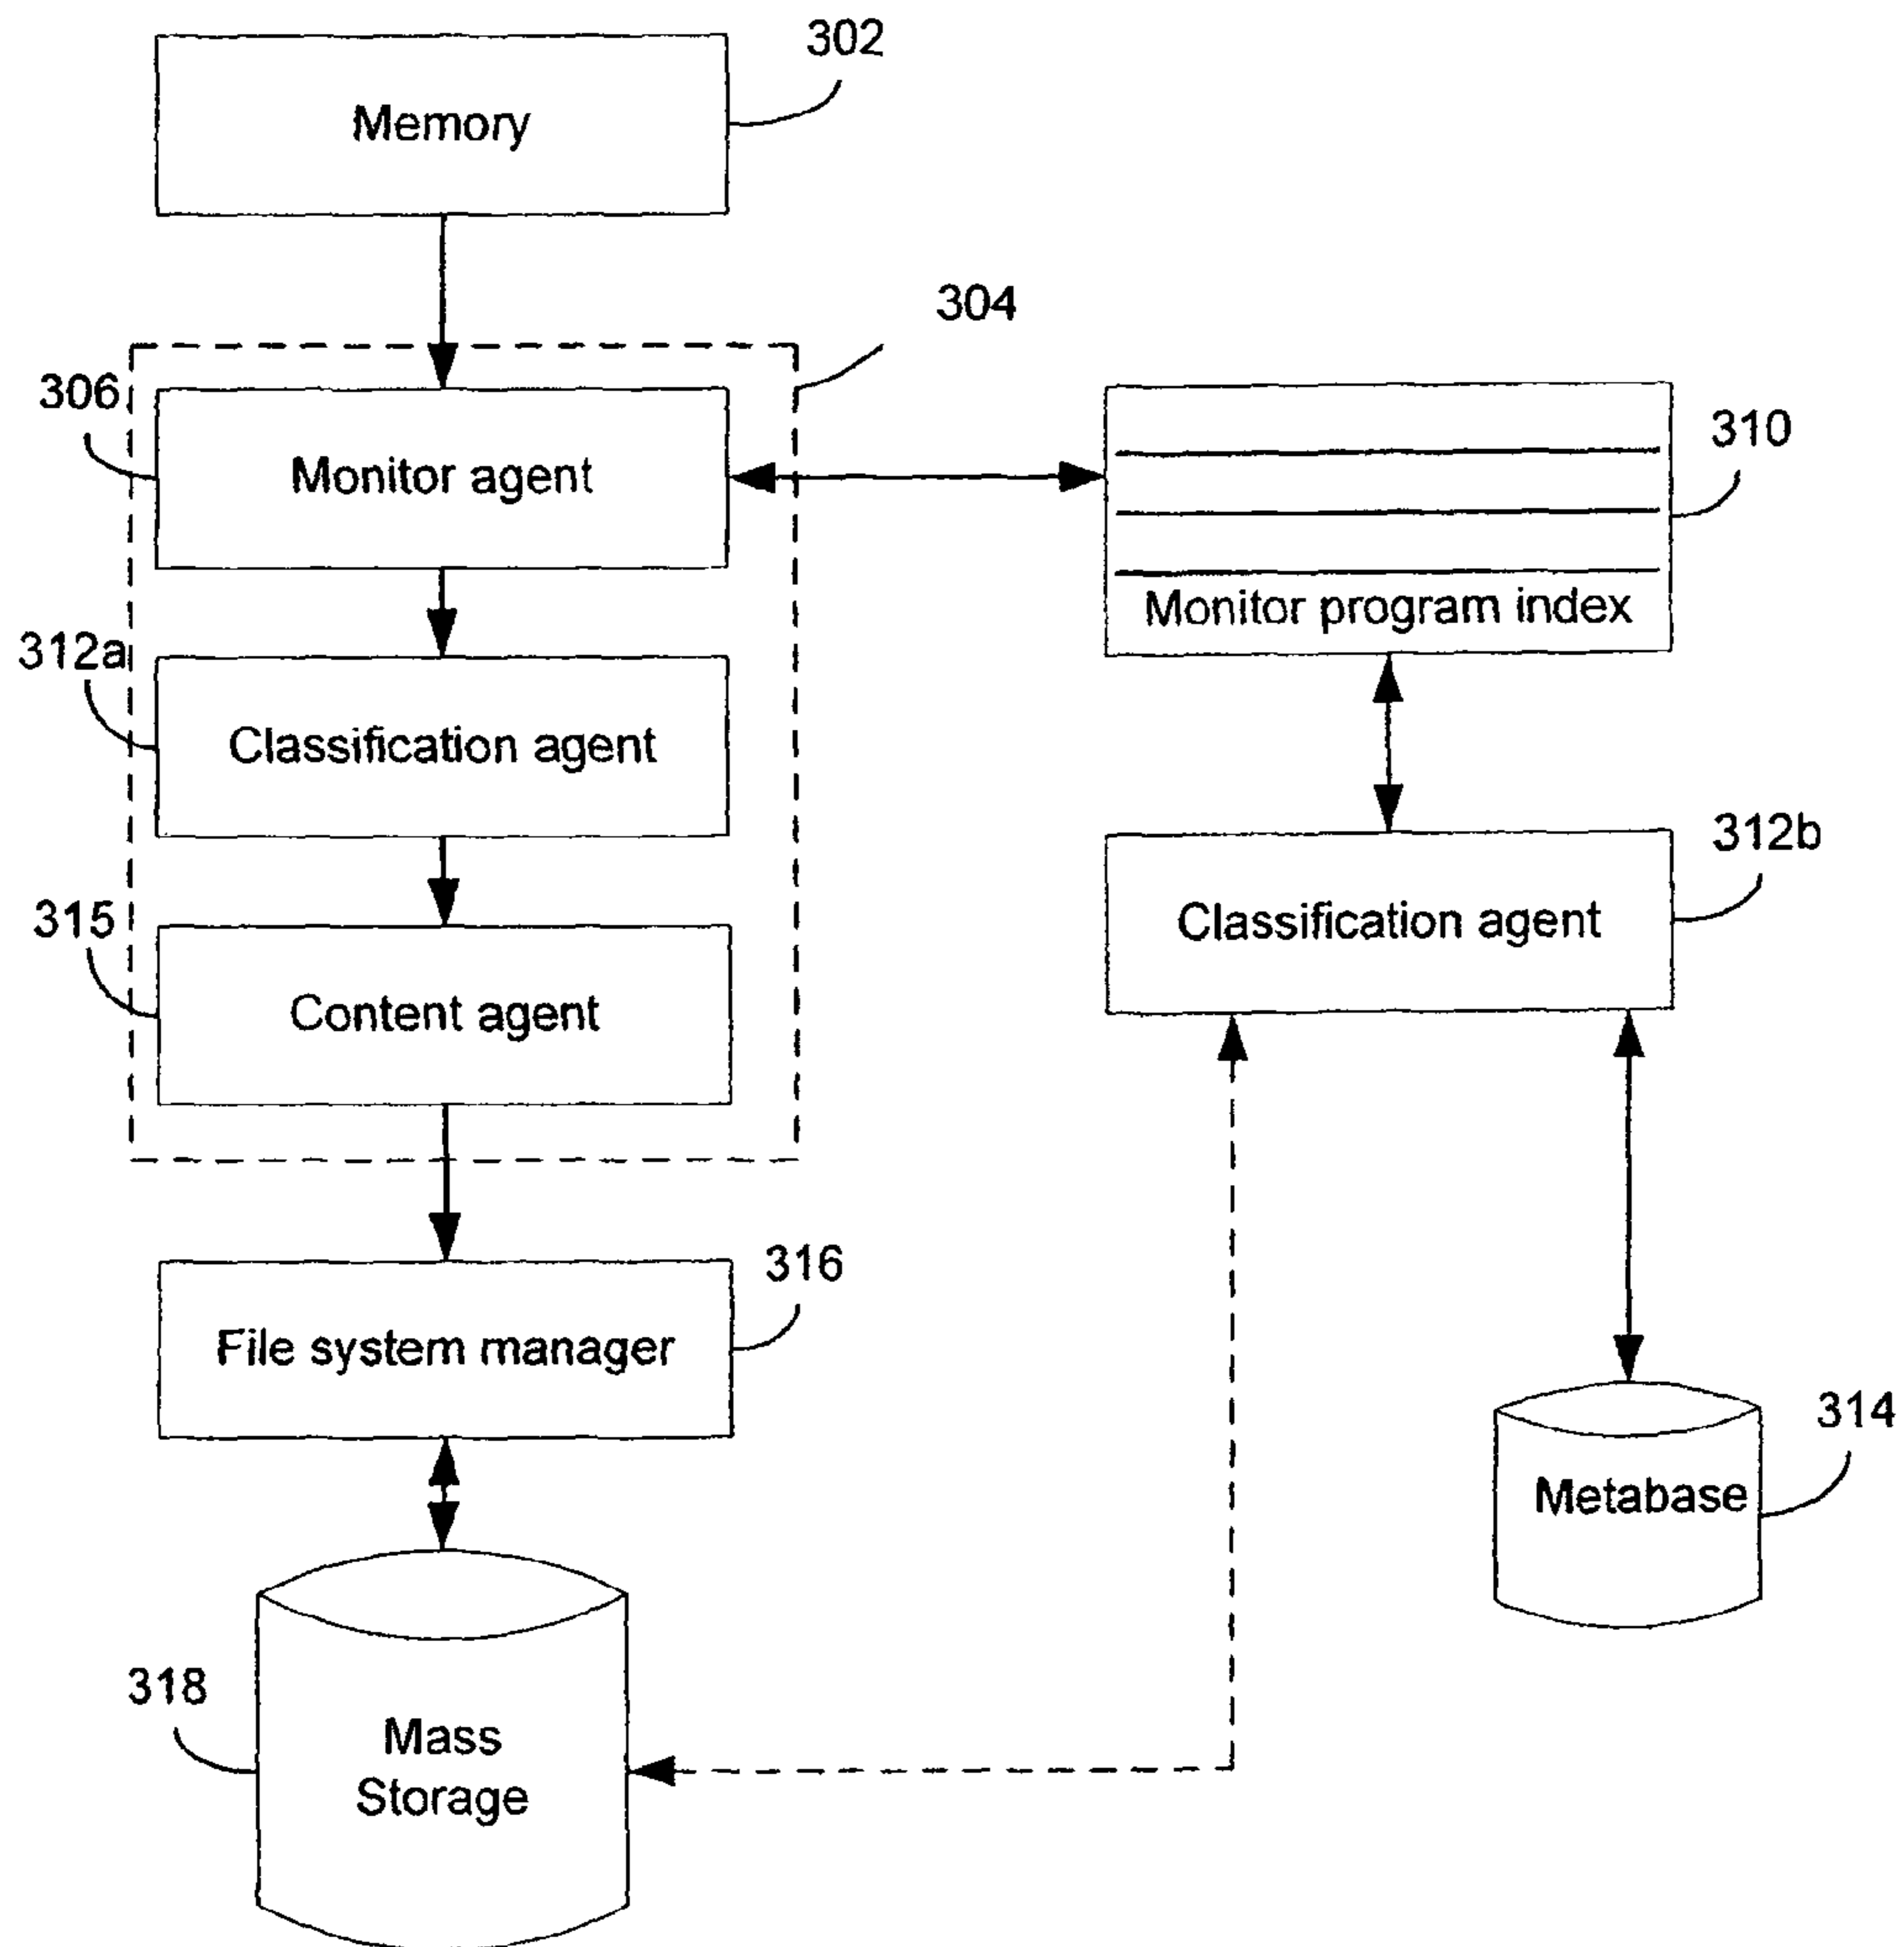 302
Memory
304
306
Monitor agent
310
Monitor program index
312a
Classification agent
312b
Classification agent
315
Content agent
316
File system manager
314
Metabase
318
Mass
Storage